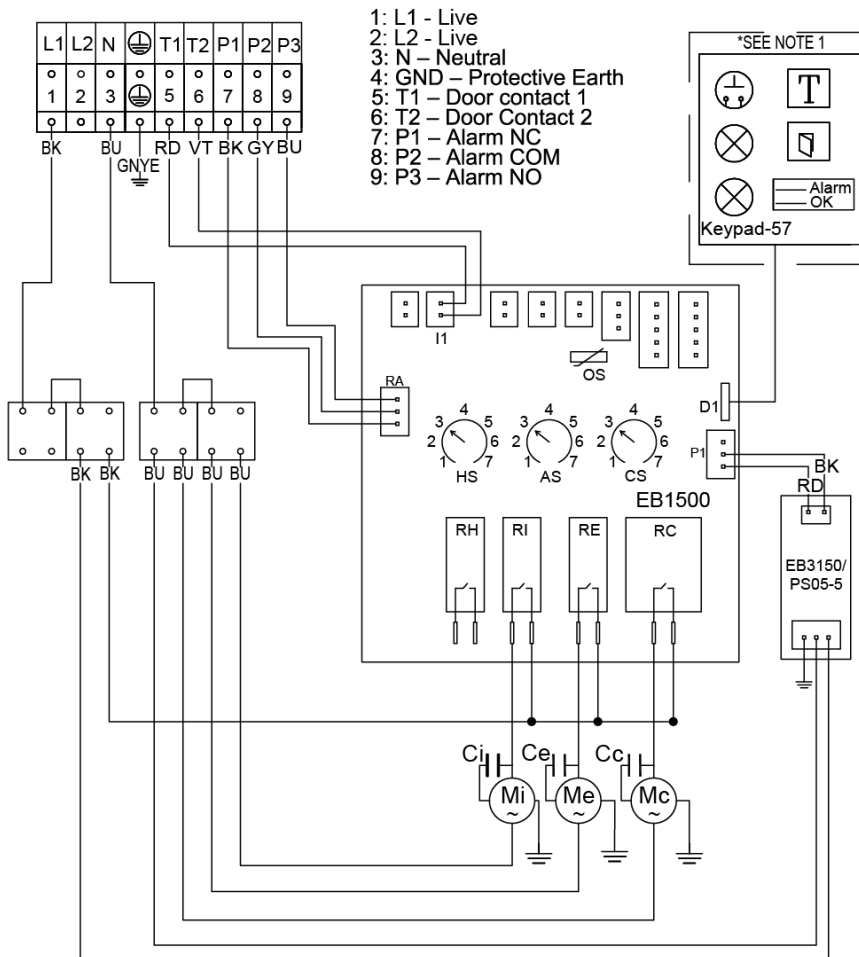 L1 L2 N T1 T2 P1 P2 P3
1 2 3 5 6 7 8 9
BK BU GNYE RD VT BK GY BU
1: L1 - Live
2: L2 - Live
3: N – Neutral
4: GND – Protective Earth
5: T1 – Door contact 1
6: T2 – Door Contact 2
7: P1 – Alarm NC
8: P2 – Alarm COM
9: P3 – Alarm NO
*SEE NOTE 1
T
Alarm
OK
Keypad-57
I1
OS
RA
D1
P1
1 2 3 4 5 6 7
HS
1 2 3 4 5 6 7
AS
1 2 3 4 5 6 7
CS
EB1500
BK
RD
BK BK BU BU BU BU
RH RI RE RC
EB3150/
PS05-5
Ci Ce Cc
Mi
~
Me
~
Mc
~